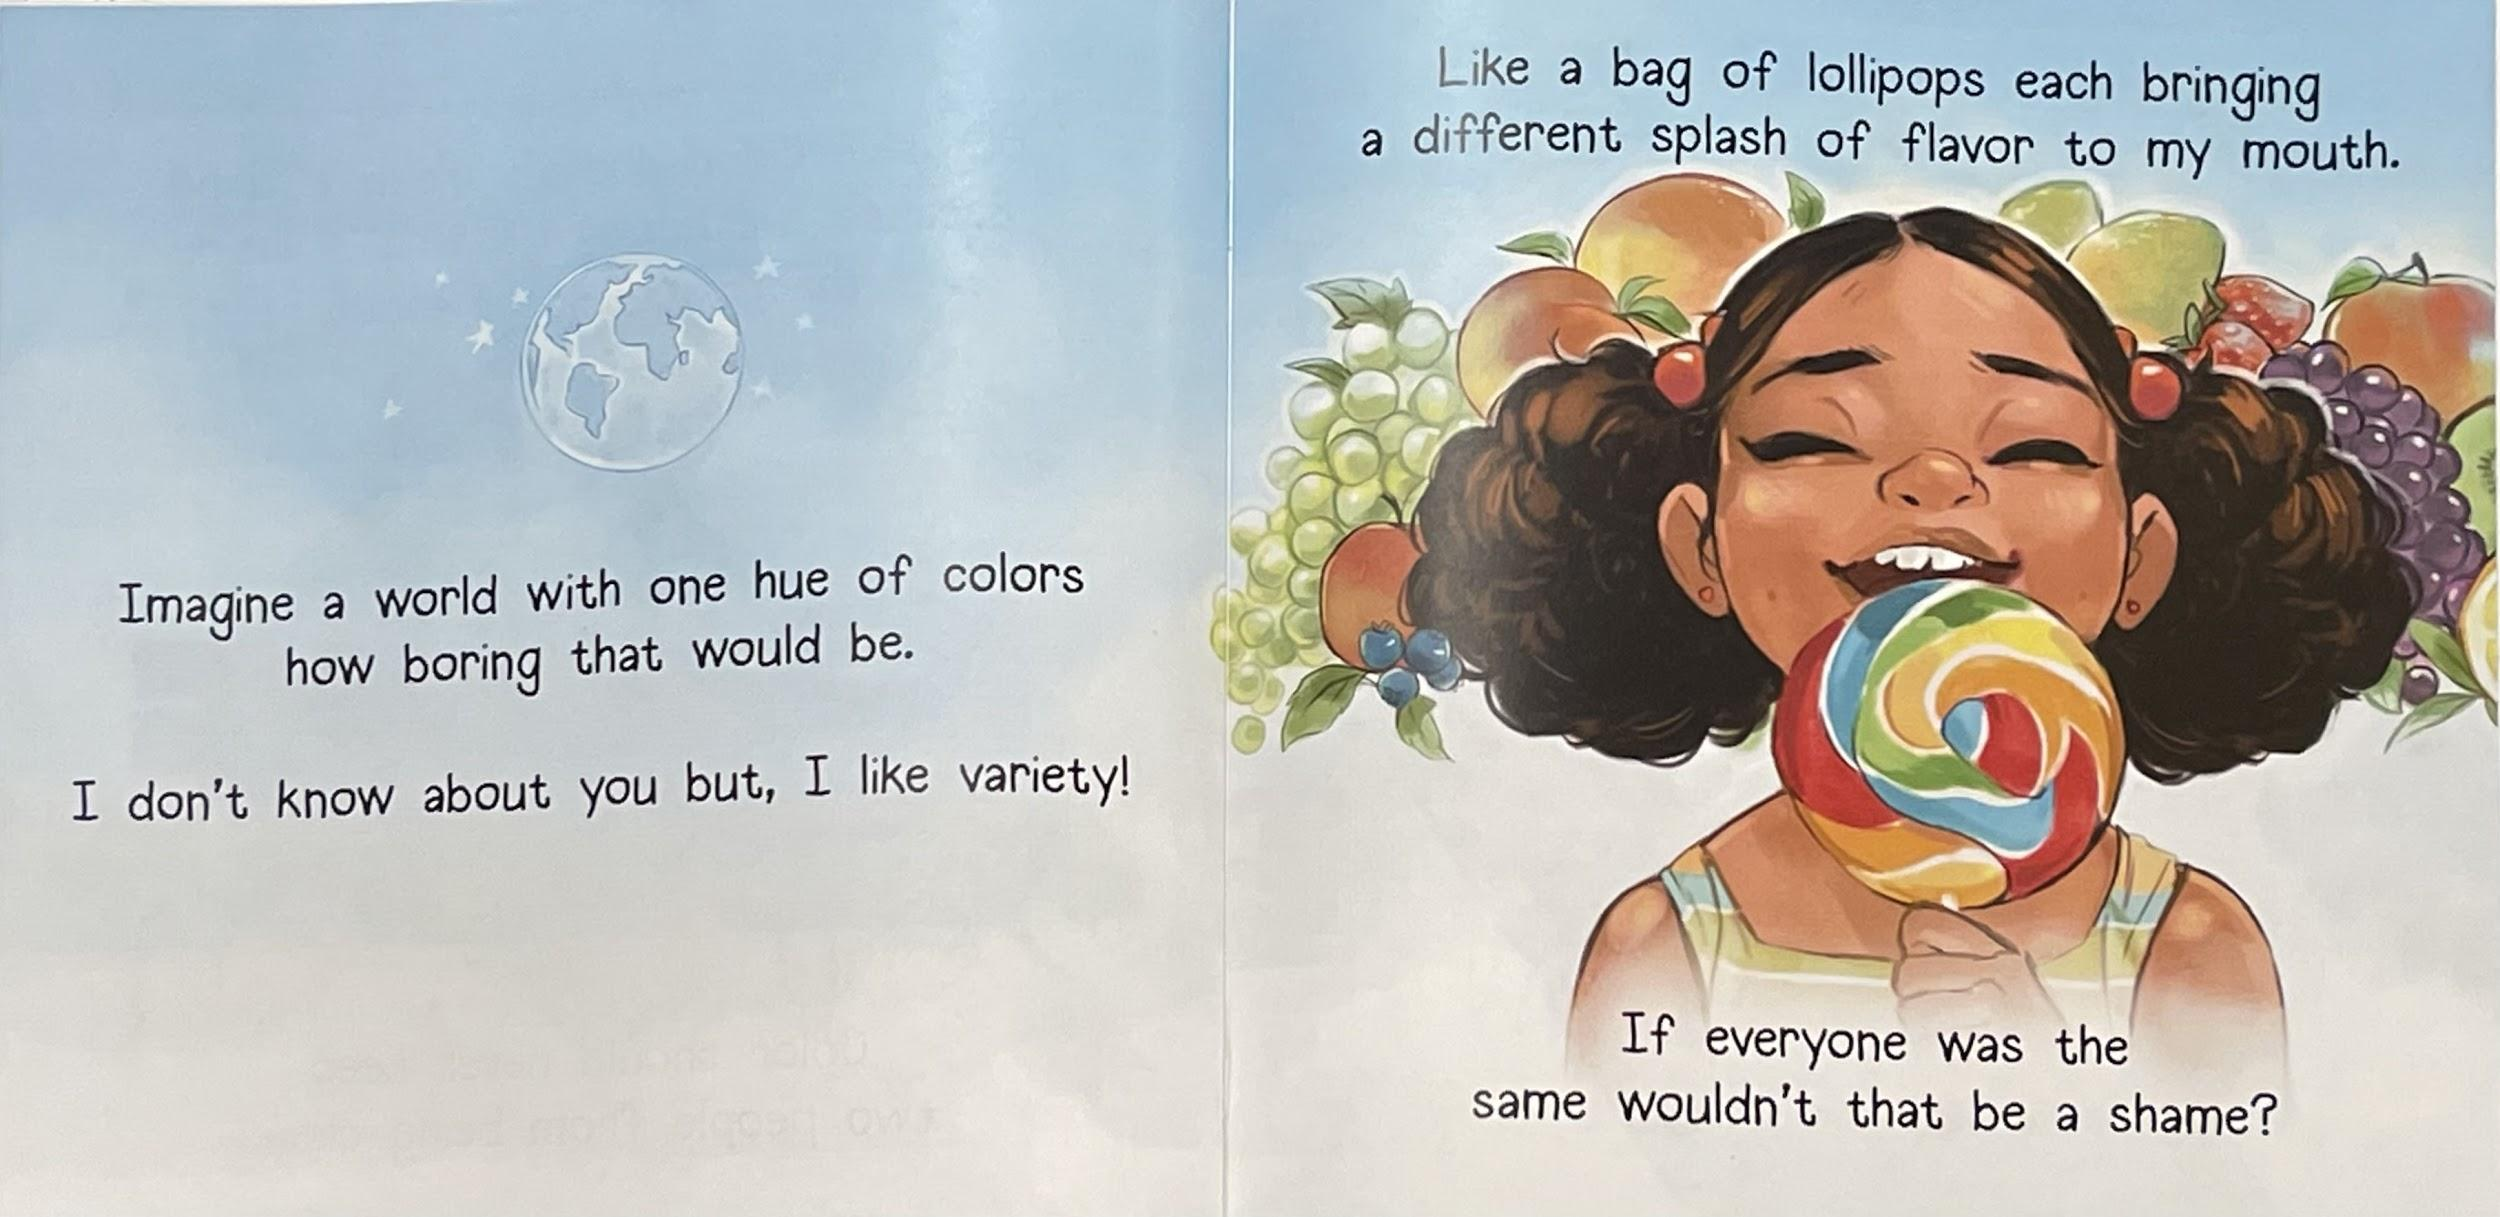 Imagine a world with one hue of colors
how boring that would be.
I don't know about you but, I like variety!
Like a bag of lollipops each bringing
a different splash of flavor to my mouth.
If everyone was the
same wouldn't that be a shame?